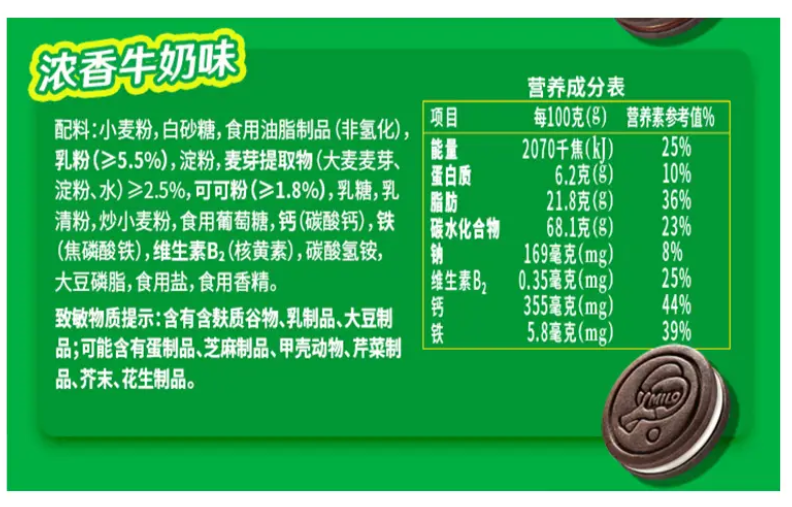 浓香牛奶味
配料:小麦粉,白砂糖,食用油脂制品(非氢化),
乳粉(≥5.5%),淀粉,麦芽提取物(大麦麦芽、
淀粉、水)≥2.5%,可可粉(≥1.8%),乳糖,乳
清粉,炒小麦粉,食用葡萄糖,钙(碳酸钙),铁
(焦磷酸铁),维生素B₂(核黄素),碳酸氢铵,
大豆磷脂,食用盐,食用香精。
致敏物质提示:含有含麸质谷物、乳制品、大豆制
品;可能含有蛋制品、芝麻制品、甲壳动物、芹菜制
品、芥末、花生制品。
营养成分表
项目 每100克(g) 营养素参考值%
能量 2070千焦(kJ) 25%
蛋白质 6.2克(g) 10%
脂肪 21.8克(g) 36%
碳水化合物 68.1克(g) 23%
钠 169毫克(mg) 8%
维生素B₂ 0.35毫克(mg) 25%
钙 355毫克(mg) 44%
铁 5.8毫克(mg) 39%
MILO